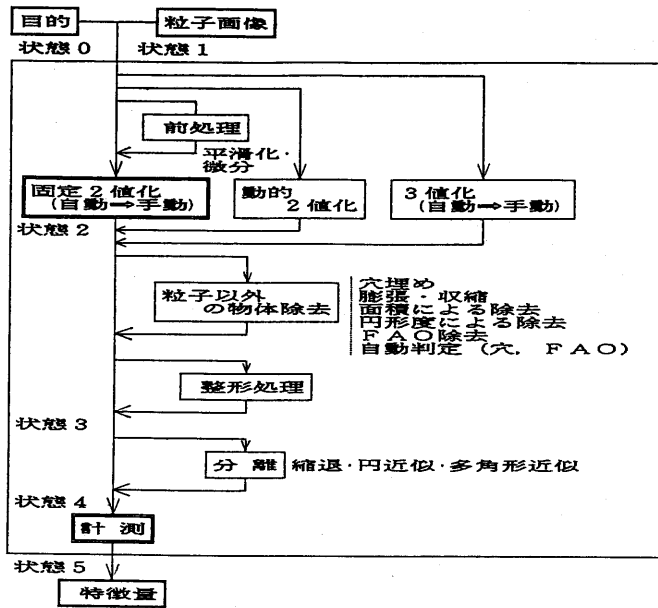 目的
粒子画像
状態0
状態1
前処理
平滑化・
微分
固定2値化
(自動→手動)
動的
2値化
3値化
(自動→手動)
状態2
粒子以外
の物体除去
穴埋め
膨張・収縮
面積による除去
円形度による除去
FAO除去
自動判定(穴,FAO)
整形処理
状態3
分離
縮退・円近似・多角形近似
状態4
計測
状態5
特徴量